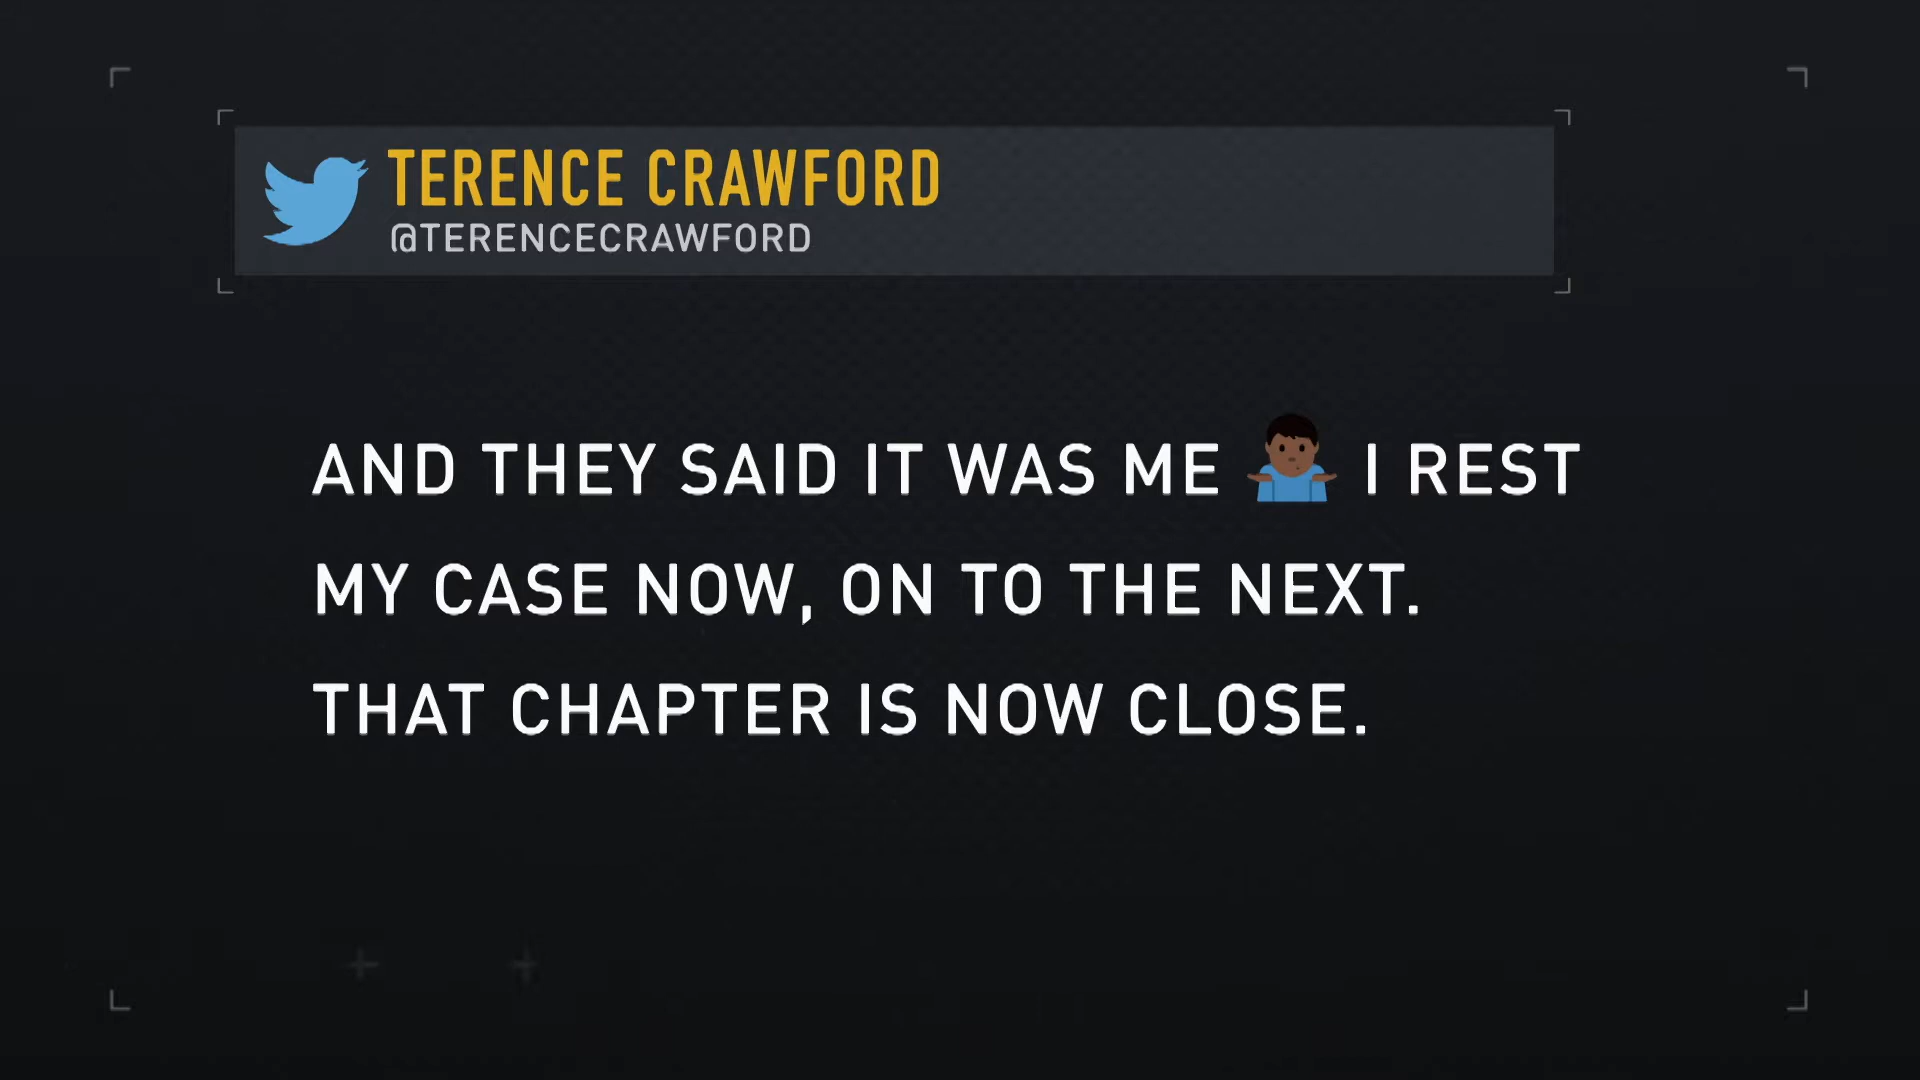 TERENCE CRAWFORD
@TERENCECRAWFORD
AND THEY SAID IT WAS ME 🤷🏿‍♂️ I REST
MY CASE NOW, ON TO THE NEXT.
THAT CHAPTER IS NOW CLOSE.